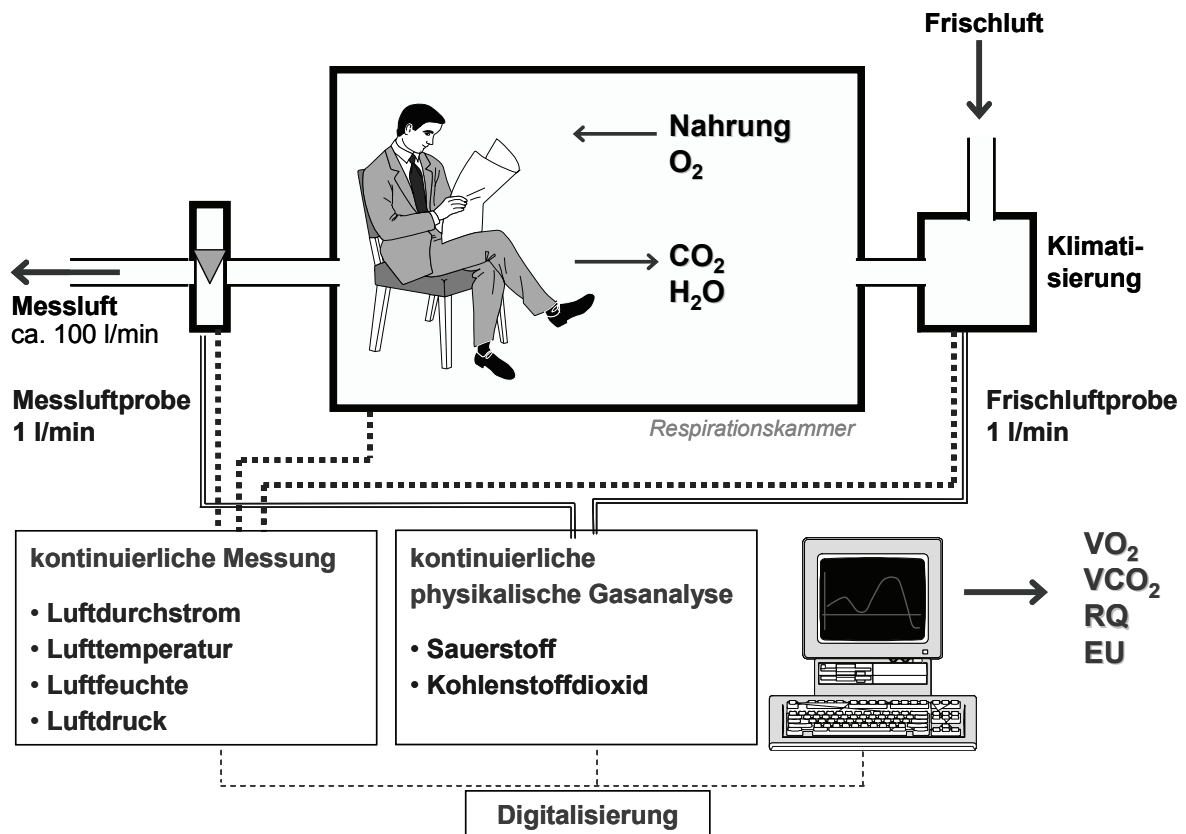 Frischluft
Nahrung
O₂
CO₂
H₂O
Klimati-
sierung
Messluft
ca. 100 l/min
Messluftprobe
1 l/min
Respirationskammer
Frischluftprobe
1 l/min
kontinuierliche Messung
• Luftdurchstrom
• Lufttemperatur
• Luftfeuchte
• Luftdruck
kontinuierliche
physikalische Gasanalyse
• Sauerstoff
• Kohlenstoffdioxid
VO₂
VCO₂
RQ
EU
Digitalisierung